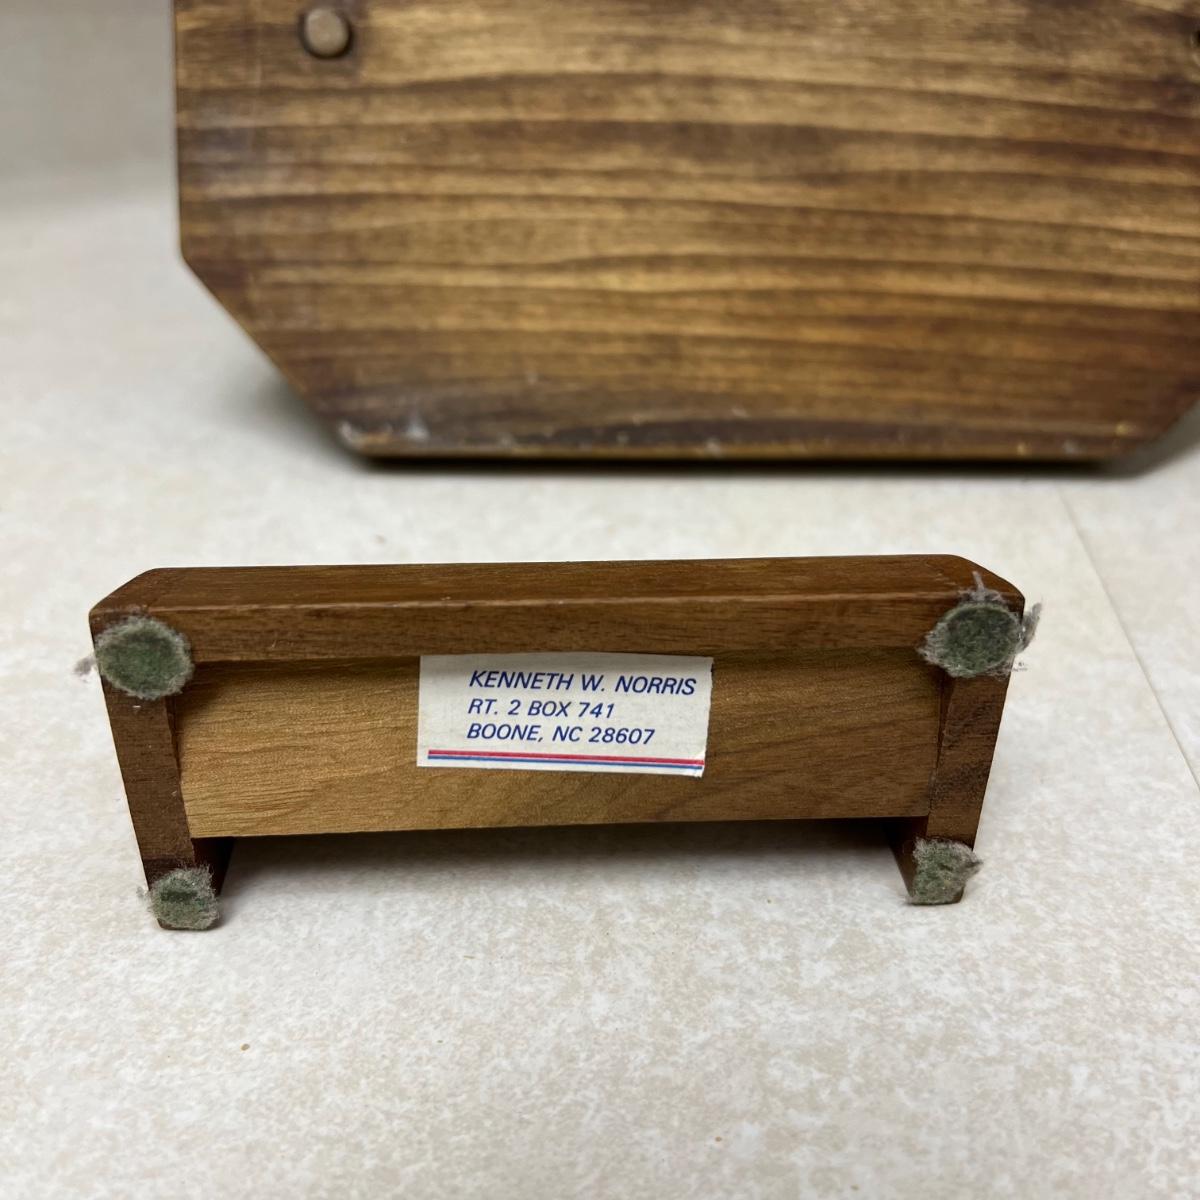 KENNETH W. NORRIS
RT. 2 BOX 741
BOONE, NC 28607